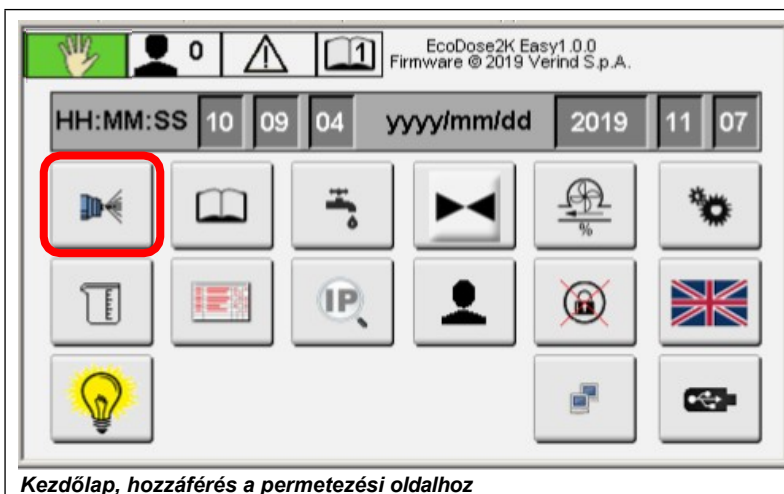 0
1
EcoDose2K Easy1.0.0
Firmware @ 2019 Verind S.p.A.
HH:MM:SS 10 09 04 yyyy/mm/dd 2019 11 07
%
IP
Kezdőlap, hozzáférés a permetezési oldalhoz